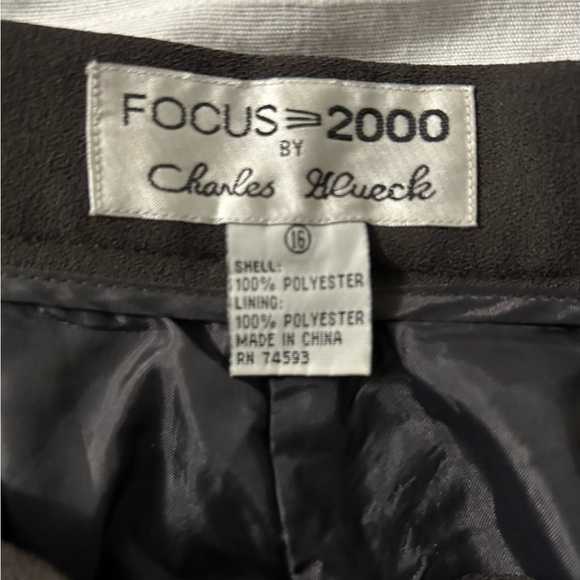 FOCUS 2000
BY
Charles Glueck
16
SHELL:
100% POLYESTER
LINING:
100% POLYESTER
MADE IN CHINA
RN 74593